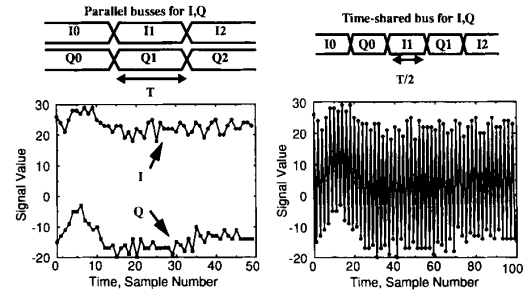 Parallel busses for I,Q
I0 I1 I2
Q0 Q1 Q2
T
30
20
10
0
-10
-20
Signal Value
I
Q
0 10 20 30 40 50
Time, Sample Number
Time-shared bus for I,Q
I0 Q0 I1 Q1 I2
T/2
30
20
10
0
-10
-20
Signal Value
0 20 40 60 80 100
Time, Sample Number